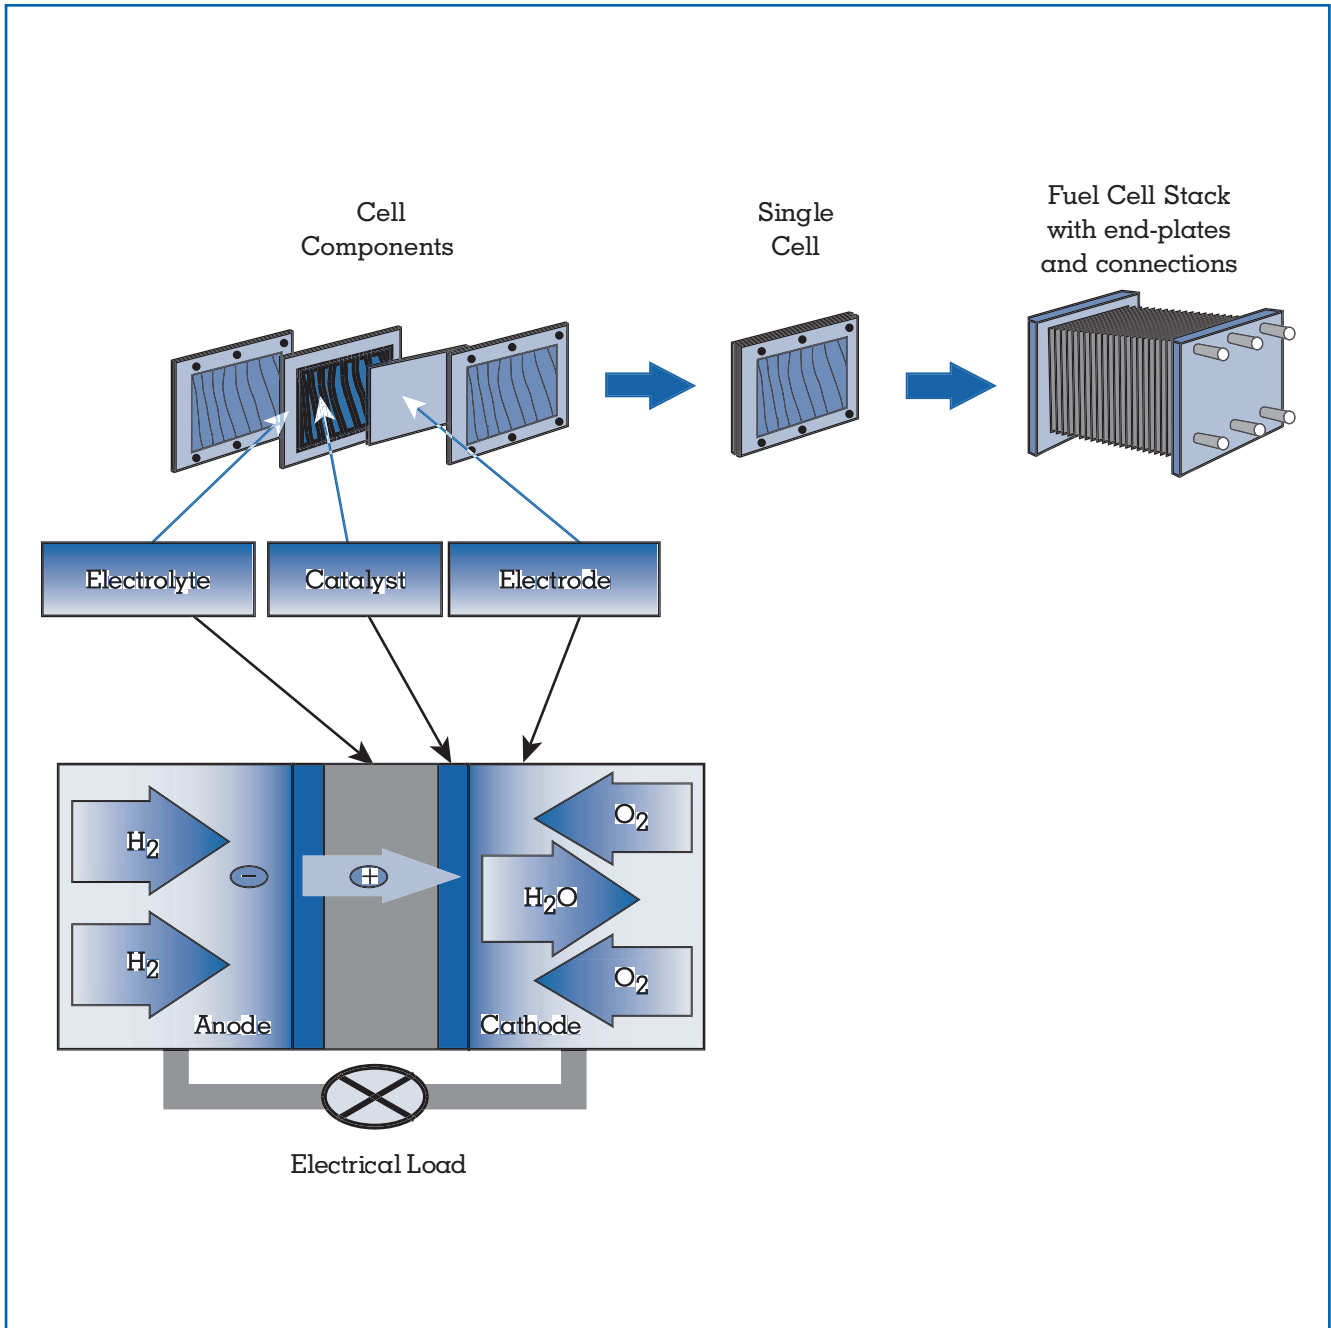 Cell
Components
Single
Cell
Fuel Cell Stack
with end-plates
and connections
Electrolyte
Catalyst
Electrode
H2
O2
− +
H2O
H2
O2
Anode
Cathode
Electrical Load